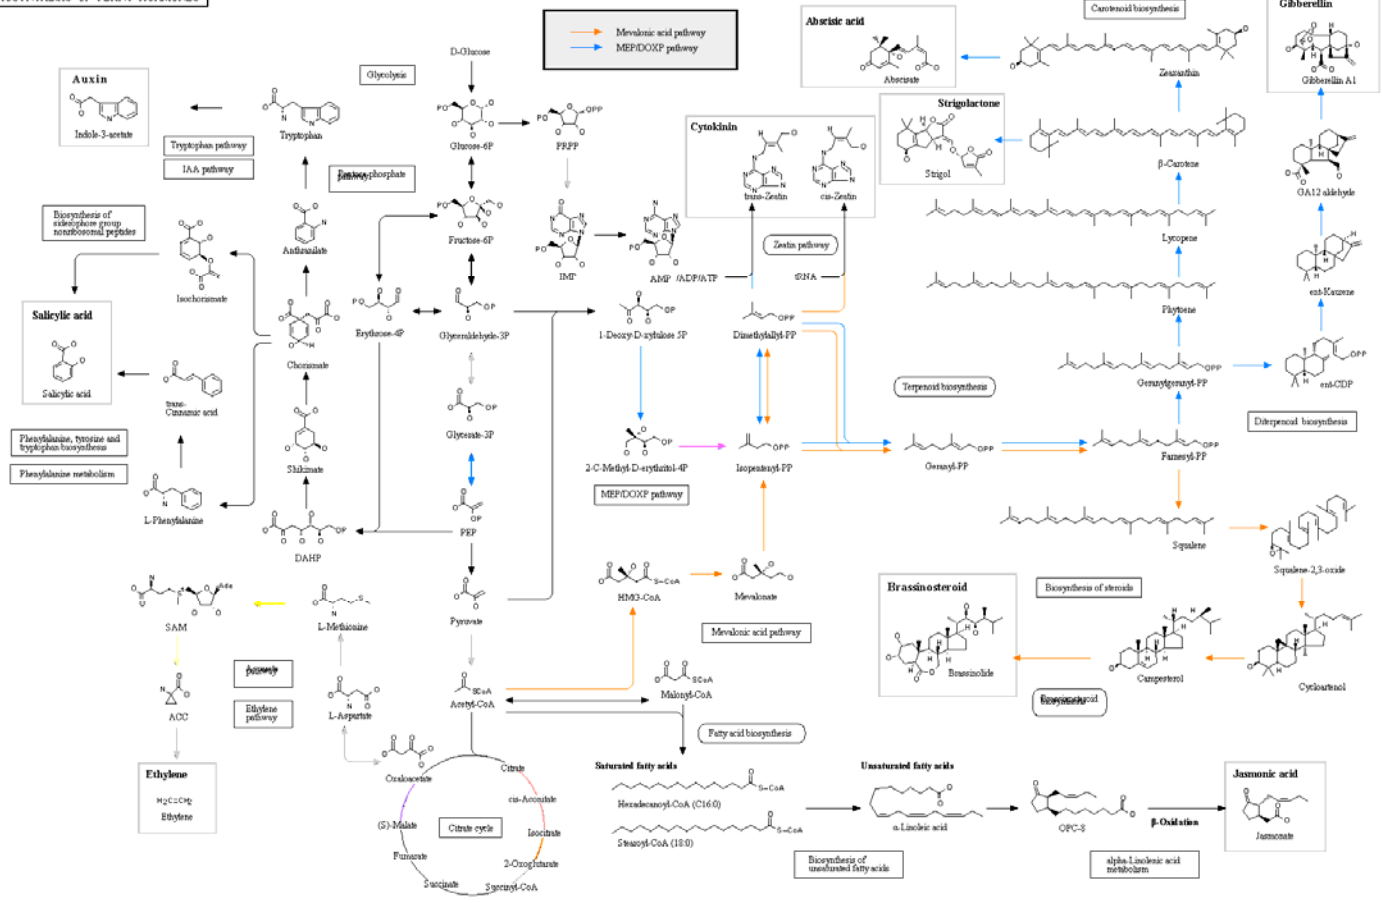 Mevalonic acid pathway
MEP/DOXP pathway
Abscisic acid
Abscisate
Carotenoid biosynthesis
Zeaxanthin
Gibberellin
Gibberellin A1
Auxin
Indole-3-acetate
Tryptophan
Tryptophan pathway
IAA pathway
Glycolysis
D-Glucose
Glucose-6P
PRPP
Cytokinin
trans-Zeatin
cis-Zeatin
Zeatin pathway
Strigolactone
Strigol
β-Carotene
GA12 aldehyde
Biosynthesis of
siderophore group
nonribosomal peptides
Anthranilate
Fructose-6P
IMP
AMP /ADP/ATP
tRNA
Lycopene
ent-Kaurene
Isochorismate
Salicylic acid
Salicylic acid
Chorismate
Erythrose-4P
Glyceraldehyde-3P
1-Deoxy-D-xylulose 5P
Dimethylallyl-PP
Phytoene
trans-
Cinnamic acid
Glycerate-3P
Terpenoid biosynthesis
Geranylgeranyl-PP
ent-CDP
Diterpenoid biosynthesis
Phenylalanine, tyrosine and
tryptophan biosynthesis
Phenylalanine metabolism
Shikimate
2-C-Methyl-D-erythritol-4P
MEP/DOXP pathway
Isopentenyl-PP
Geranyl-PP
Farnesyl-PP
L-Phenylalanine
DAHP
PEP
Squalene
Squalene-2,3-oxide
SAM
L-Methionine
Pyruvate
HMG-CoA
Mevalonate
Mevalonic acid pathway
Brassinosteroid
Brassinolide
Biosynthesis of steroids
Campesterol
Cycloartenol
ACC
Ethylene
pathway
L-Aspartate
Acetyl-CoA
Malonyl-CoA
Fatty acid biosynthesis
Ethylene
H2C=CH2
Ethylene
Oxaloacetate
Citrate
cis-Aconitate
Isocitrate
2-Oxoglutarate
Succinyl-CoA
Succinate
Fumarate
(S)-Malate
Citrate cycle
Saturated fatty acids
Hexadecanoyl-CoA (C16:0)
Stearoyl-CoA (18:0)
Unsaturated fatty acids
α-Linoleic acid
Biosynthesis of
unsaturated fatty acids
OPC-8
β-Oxidation
alpha-Linolenic acid
metabolism
Jasmonic acid
Jasmonate